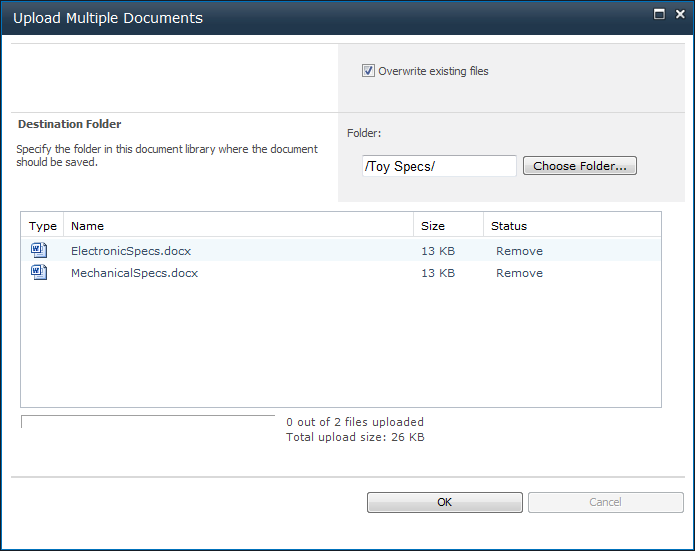 Upload Multiple Documents
Overwrite existing files
Destination Folder
Specify the folder in this document library where the document
should be saved.
Folder:
/Toy Specs/
Choose Folder...
Type Name Size Status
ElectronicSpecs.docx 13 KB Remove
MechanicalSpecs.docx 13 KB Remove
0 out of 2 files uploaded
Total upload size: 26 KB
OK Cancel